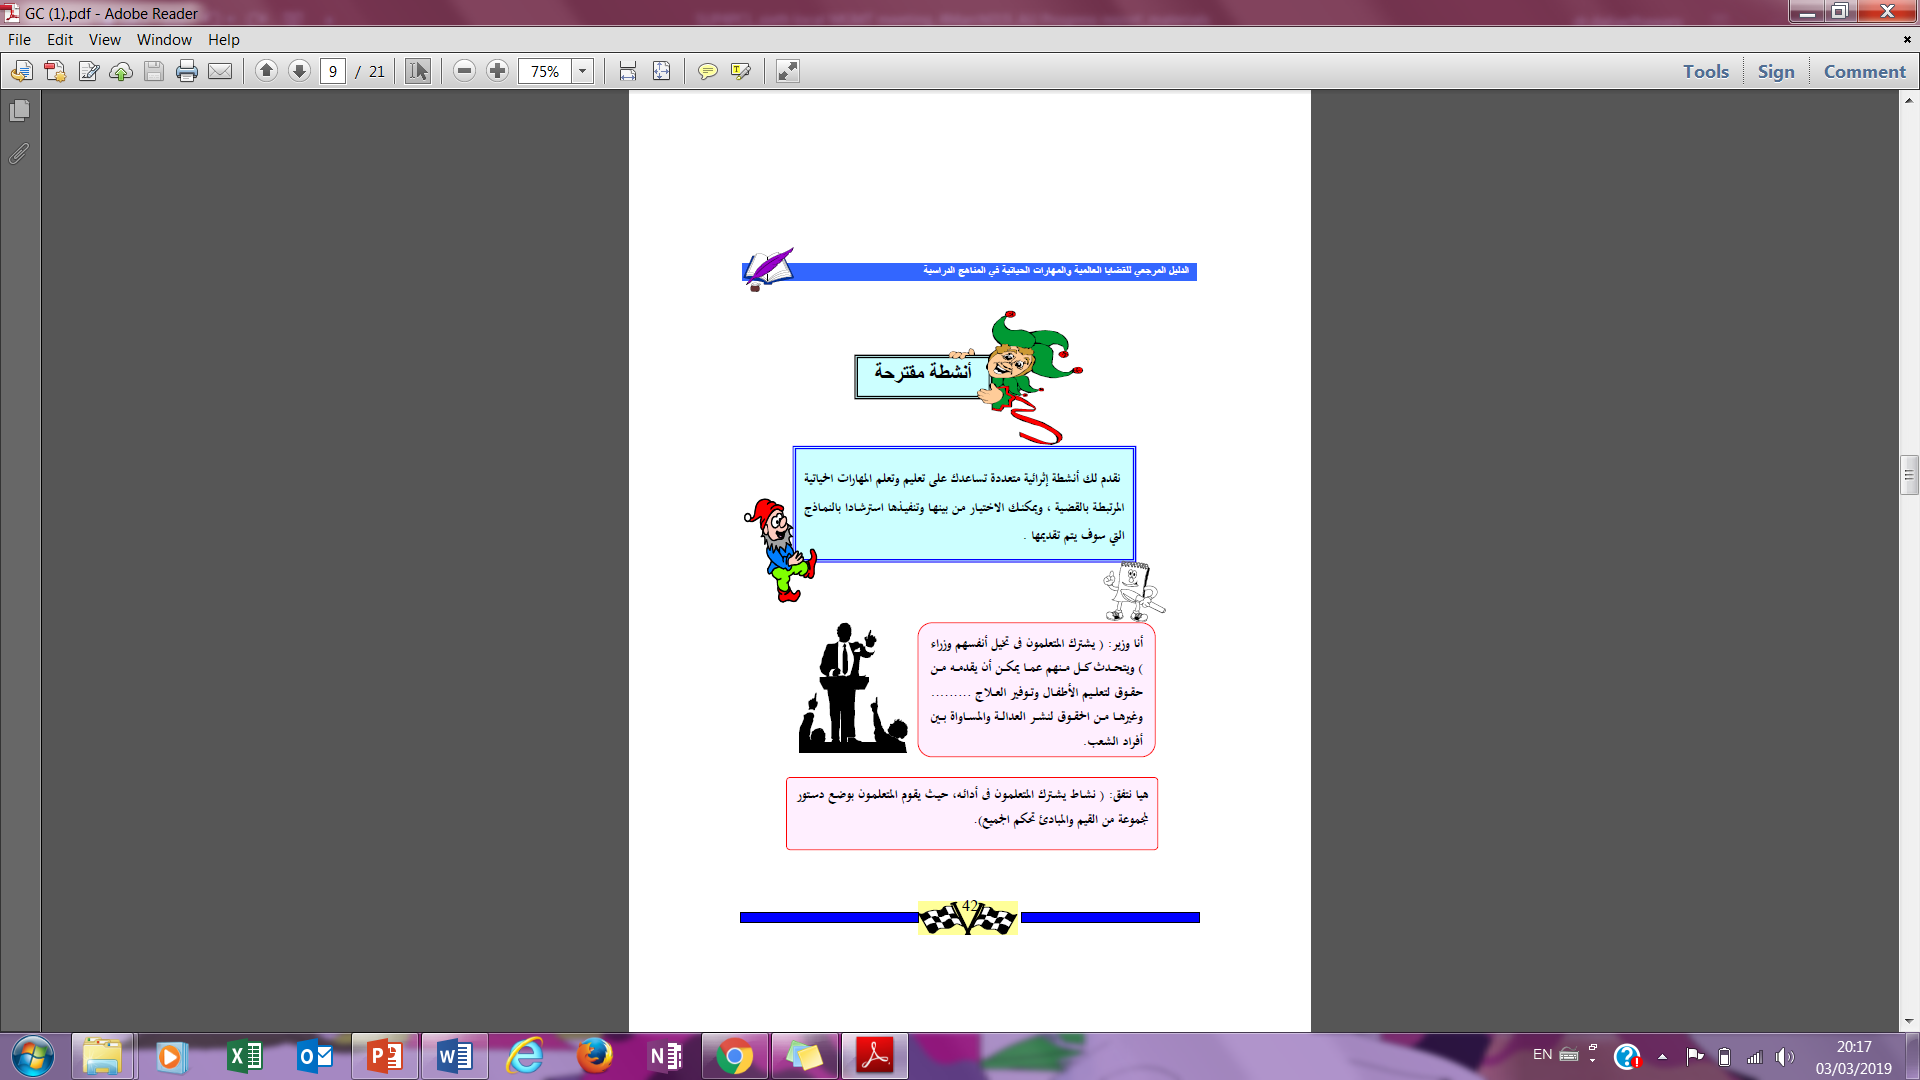 GC (1).pdf - Adobe Reader
File Edit View Window Help
9 / 21
75%
Tools Sign Comment
الدليل المرجعي للقضايا العالمية والمهارات الحياتية في المناهج الدراسية
أنشطة مقترحة
نقدم لك أنشطة إثرائية متعددة تساعدك على تعليم وتعلم المهارات الحياتية
المرتبطة بالقضية ، ويمكنك الاختيار من بينها وتنفيذها استرشادا بالنماذج
التي سوف يتم تقديمها .
أنا وزير: ( يشترك المتعلمون فى تخيل أنفسهم وزراء
) ويتحدث كل منهم عما يمكن أن يقدمه من
حقوق لتعليم الأطفال وتوفير العلاج .........
وغيرها من الحقوق لنشر العدالة والمساواة بين
أفراد الشعب.
هيا نتفق: ( نشاط يشترك المتعلمون فى أدائه، حيث يقوم المتعلمون بوضع دستور
لمجموعة من القيم والمبادئ تحكم الجميع).
42
EN
20:17
03/03/2019